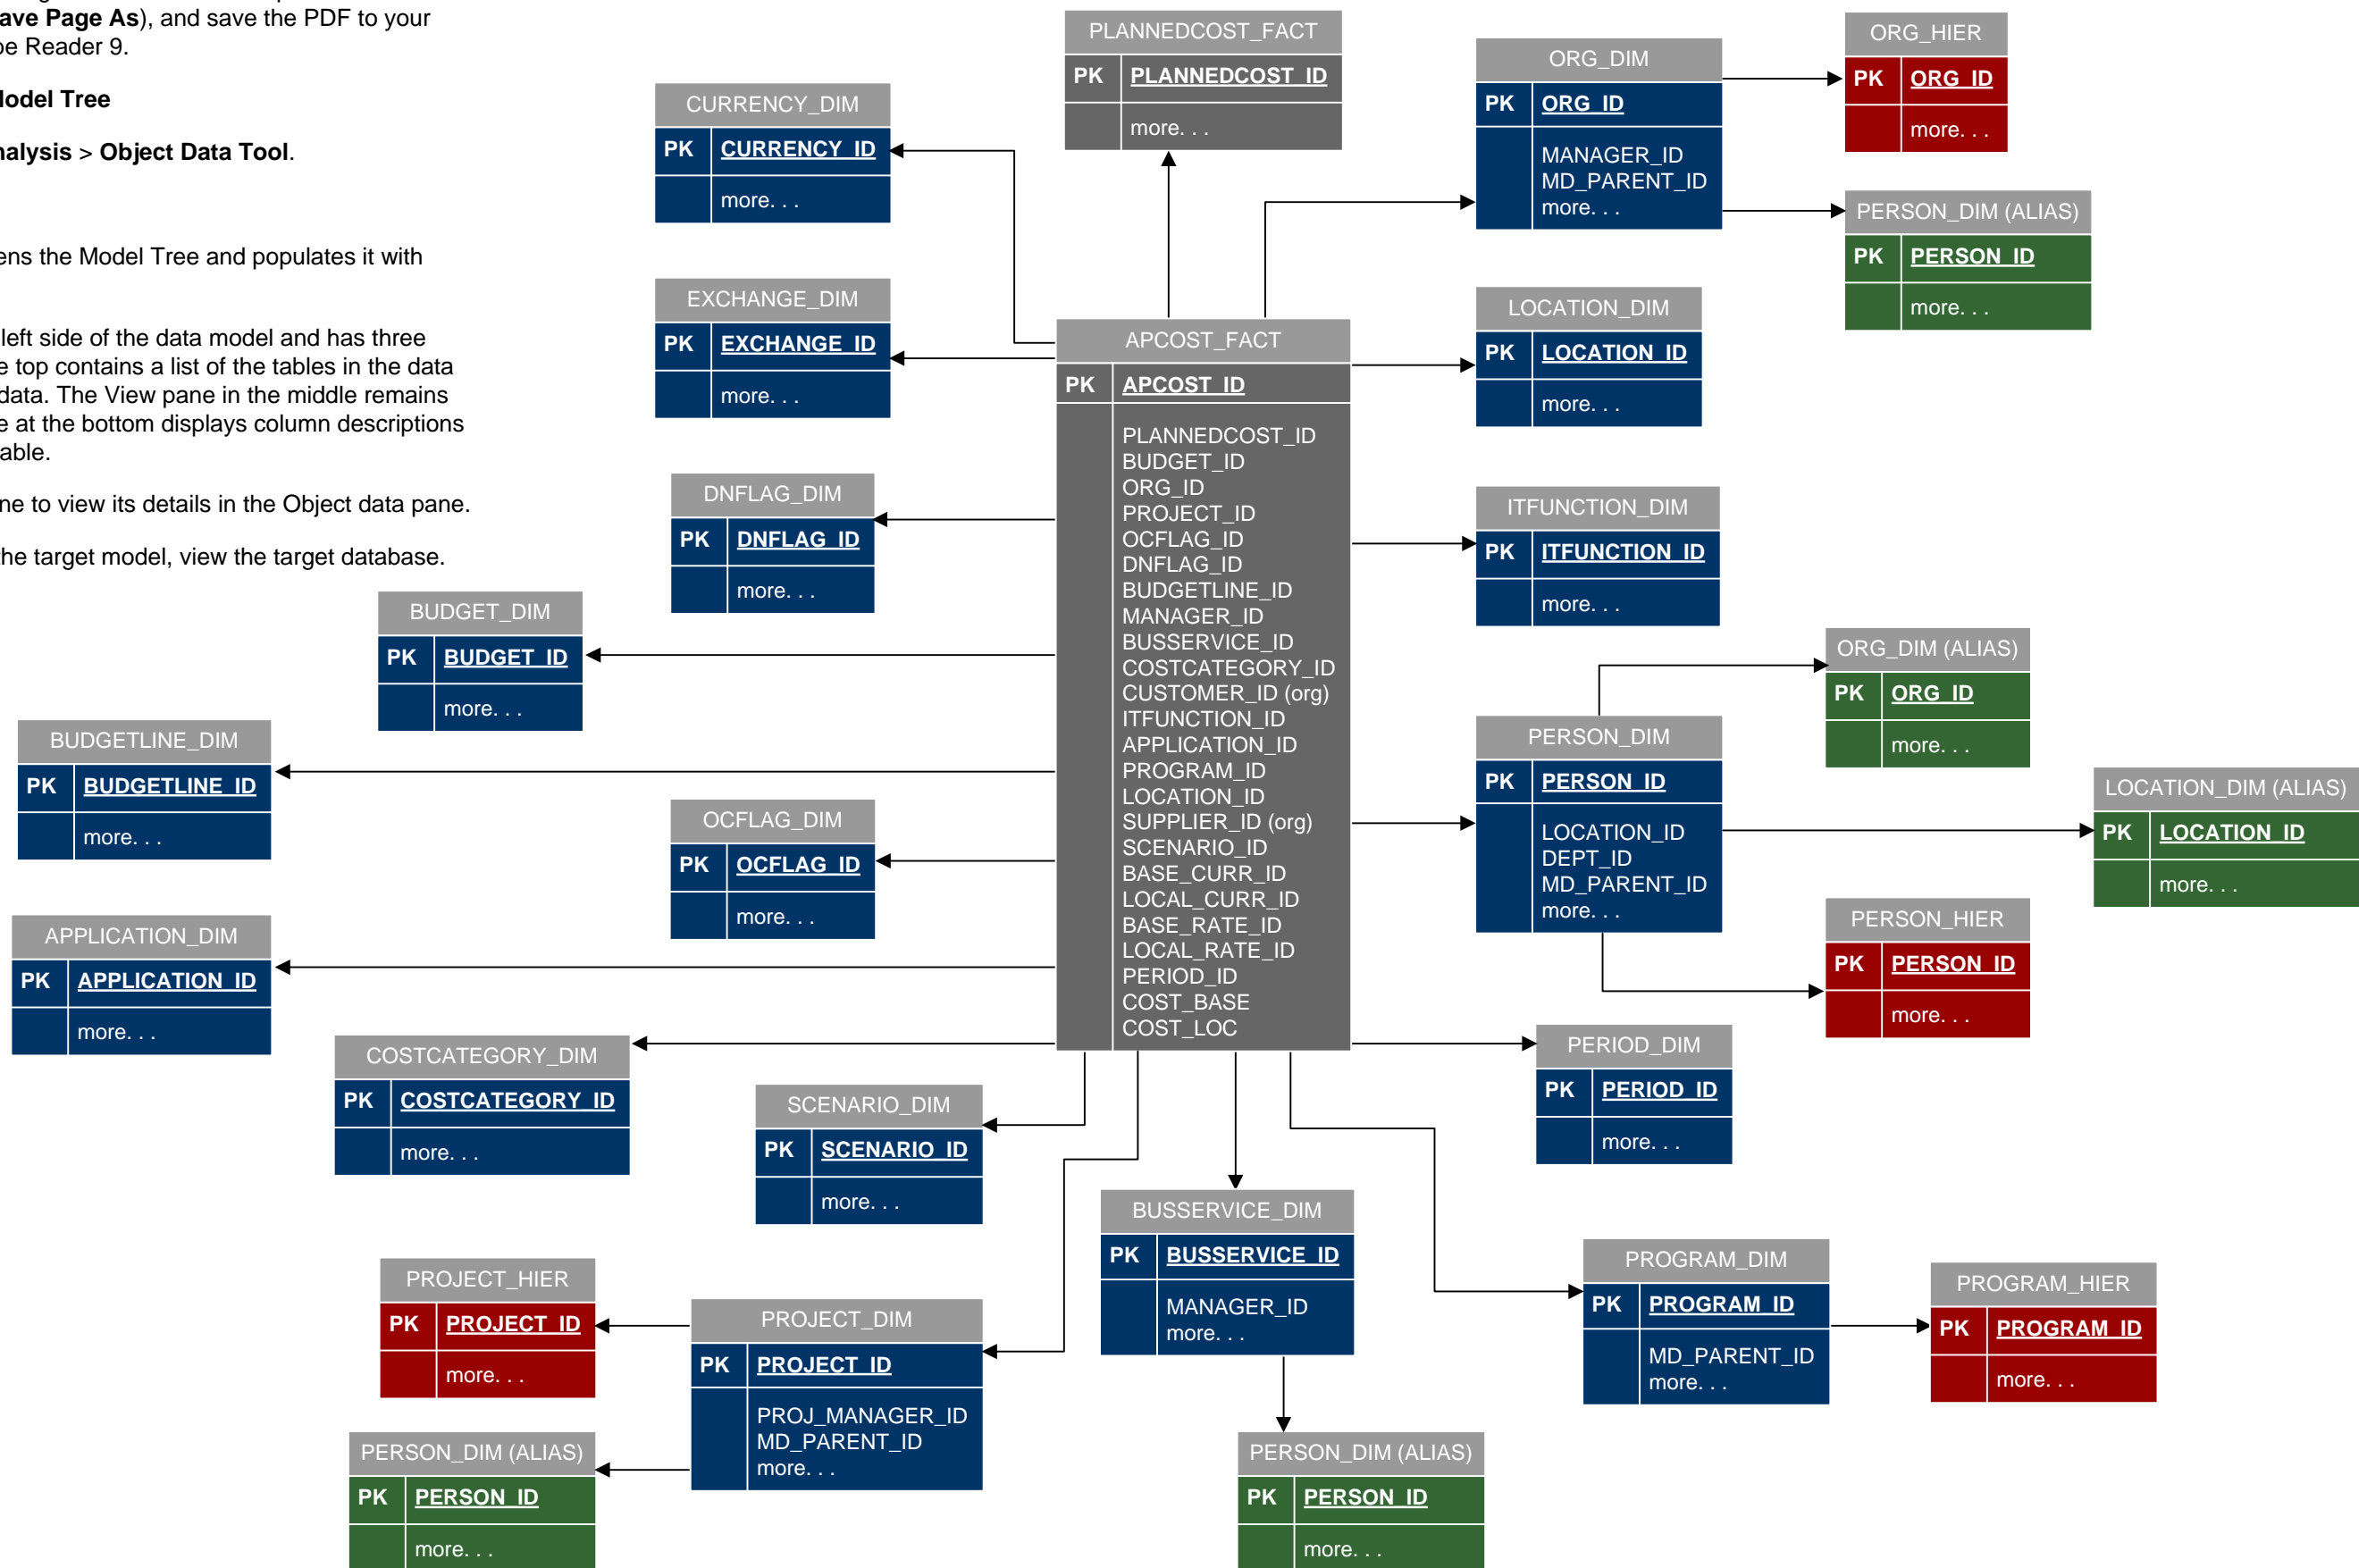 ave Page As), and save the PDF to your
be Reader 9.
Model Tree
nalysis > Object Data Tool.
ens the Model Tree and populates it with
left side of the data model and has three
e top contains a list of the tables in the data
data. The View pane in the middle remains
e at the bottom displays column descriptions
able.
ne to view its details in the Object data pane.
the target model, view the target database.
PLANNEDCOST_FACT
PK PLANNEDCOST_ID
more. . .
ORG_DIM
PK ORG_ID
MANAGER_ID
MD_PARENT_ID
more. . .
ORG_HIER
PK ORG_ID
more. . .
PERSON_DIM (ALIAS)
PK PERSON_ID
more. . .
CURRENCY_DIM
PK CURRENCY_ID
more. . .
EXCHANGE_DIM
PK EXCHANGE_ID
more. . .
LOCATION_DIM
PK LOCATION_ID
more. . .
APCOST_FACT
PK APCOST_ID
PLANNEDCOST_ID
BUDGET_ID
ORG_ID
PROJECT_ID
OCFLAG_ID
DNFLAG_ID
BUDGETLINE_ID
MANAGER_ID
BUSSERVICE_ID
COSTCATEGORY_ID
CUSTOMER_ID (org)
ITFUNCTION_ID
APPLICATION_ID
PROGRAM_ID
LOCATION_ID
SUPPLIER_ID (org)
SCENARIO_ID
BASE_CURR_ID
LOCAL_CURR_ID
BASE_RATE_ID
LOCAL_RATE_ID
PERIOD_ID
COST_BASE
COST_LOC
DNFLAG_DIM
PK DNFLAG_ID
more. . .
ITFUNCTION_DIM
PK ITFUNCTION_ID
more. . .
BUDGET_DIM
PK BUDGET_ID
more. . .
ORG_DIM (ALIAS)
PK ORG_ID
more. . .
BUDGETLINE_DIM
PK BUDGETLINE_ID
more. . .
PERSON_DIM
PK PERSON_ID
LOCATION_ID
DEPT_ID
MD_PARENT_ID
more. . .
LOCATION_DIM (ALIAS)
PK LOCATION_ID
more. . .
OCFLAG_DIM
PK OCFLAG_ID
more. . .
PERSON_HIER
PK PERSON_ID
more. . .
APPLICATION_DIM
PK APPLICATION_ID
more. . .
COSTCATEGORY_DIM
PK COSTCATEGORY_ID
more. . .
PERIOD_DIM
PK PERIOD_ID
more. . .
SCENARIO_DIM
PK SCENARIO_ID
more. . .
BUSSERVICE_DIM
PK BUSSERVICE_ID
MANAGER_ID
more. . .
PROGRAM_DIM
PK PROGRAM_ID
MD_PARENT_ID
more. . .
PROGRAM_HIER
PK PROGRAM_ID
more. . .
PROJECT_HIER
PK PROJECT_ID
more. . .
PROJECT_DIM
PK PROJECT_ID
PROJ_MANAGER_ID
MD_PARENT_ID
more. . .
PERSON_DIM (ALIAS)
PK PERSON_ID
more. . .
PERSON_DIM (ALIAS)
PK PERSON_ID
more. . .